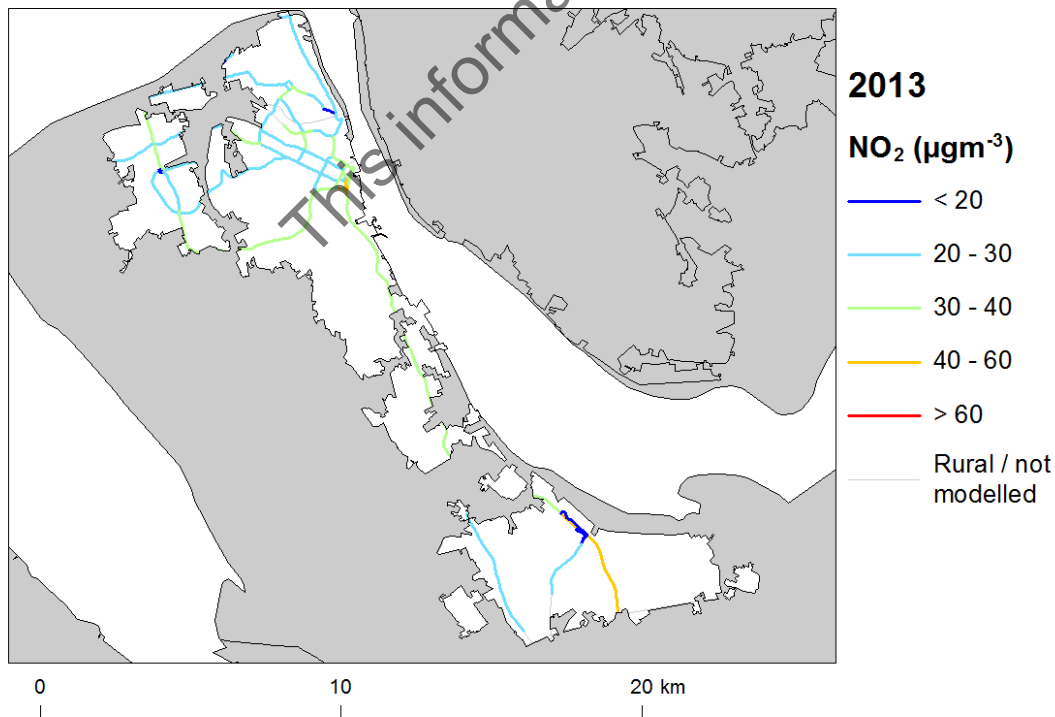 This informa
2013
NO₂ (µgm⁻³)
< 20
20 - 30
30 - 40
40 - 60
> 60
Rural / not
modelled
0 10 20 km